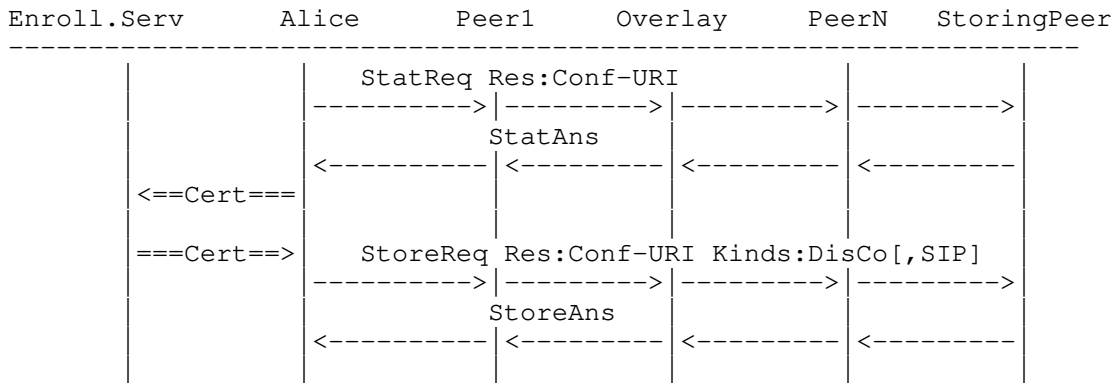 Enroll.Serv Alice Peer1 Overlay PeerN StoringPeer
StatReq Res:Conf-URI
StatAns
<==Cert===
===Cert==> StoreReq Res:Conf-URI Kinds:DisCo[,SIP]
StoreAns